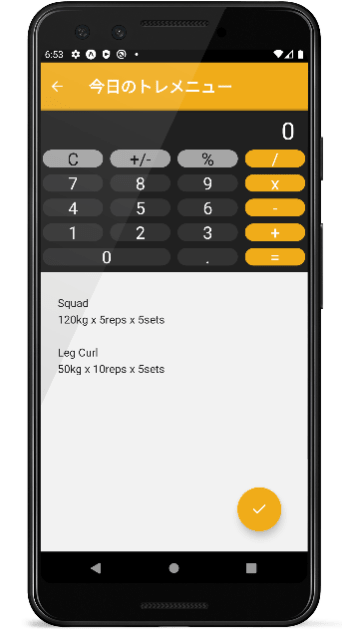 6:53
今日のトレメニュー
0
C +/- % /
7 8 9 x
4 5 6 -
1 2 3 +
0 . =
Squad
120kg x 5reps x 5sets
Leg Curl
50kg x 10reps x 5sets